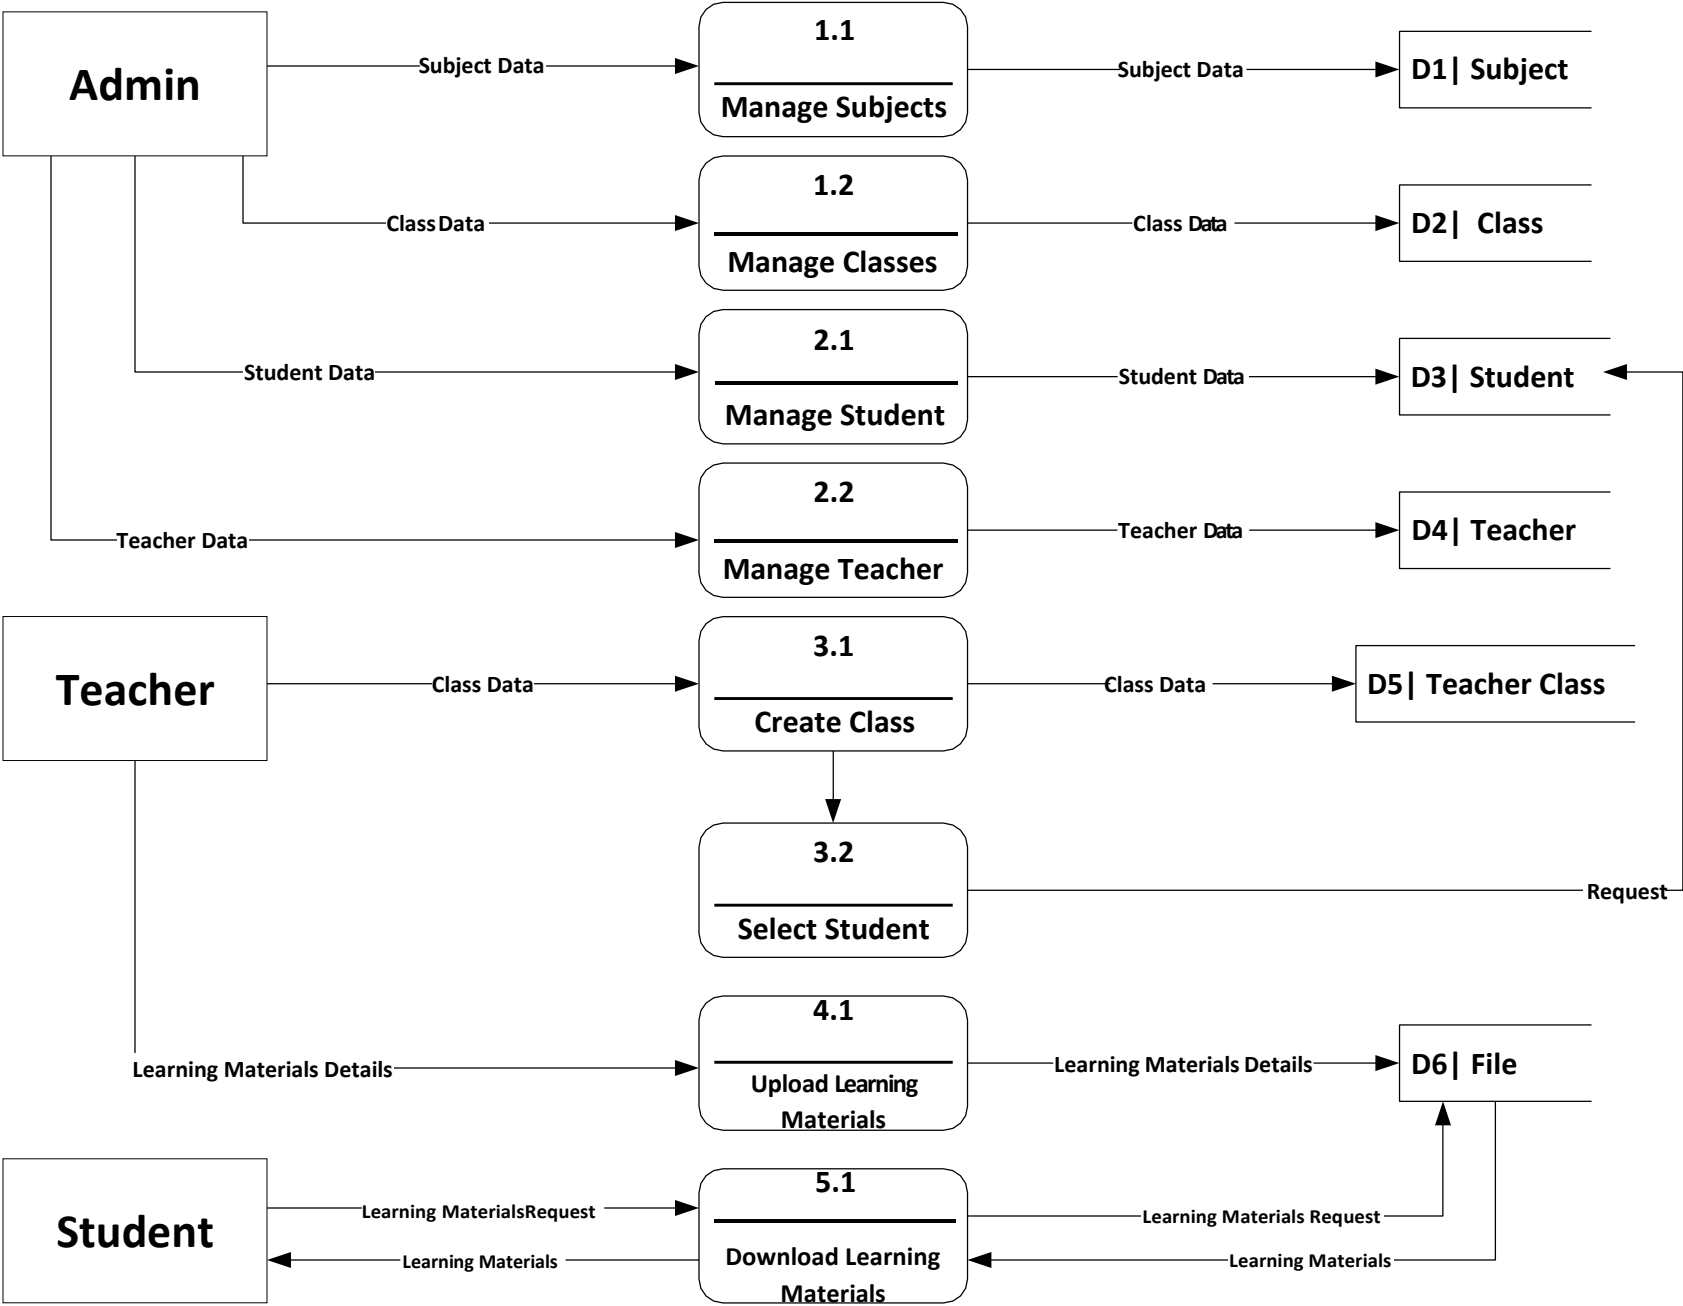 1.1
Admin
Subject Data
Subject Data
D1| Subject
Manage Subjects
1.2
Class Data
Class Data
D2| Class
Manage Classes
2.1
Student Data
Student Data
D3| Student
Manage Student
2.2
Teacher Data
Teacher Data
D4| Teacher
Manage Teacher
3.1
Teacher
Class Data
Class Data
D5| Teacher Class
Create Class
3.2
Request
Select Student
4.1
Learning Materials Details
Learning Materials Details
D6| File
Upload Learning
Materials
5.1
Student
Learning MaterialsRequest
Learning Materials Request
Learning Materials
Download Learning
Materials
Learning Materials